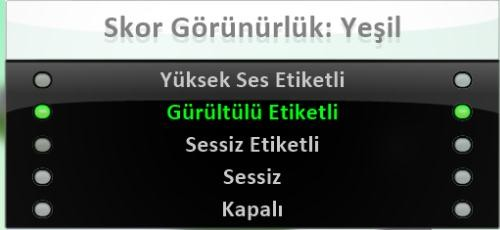 Skor Görünürlük: Yeşil
Yüksek Ses Etiketli
Gürültülü Etiketli
Sessiz Etiketli
Sessiz
Kapalı